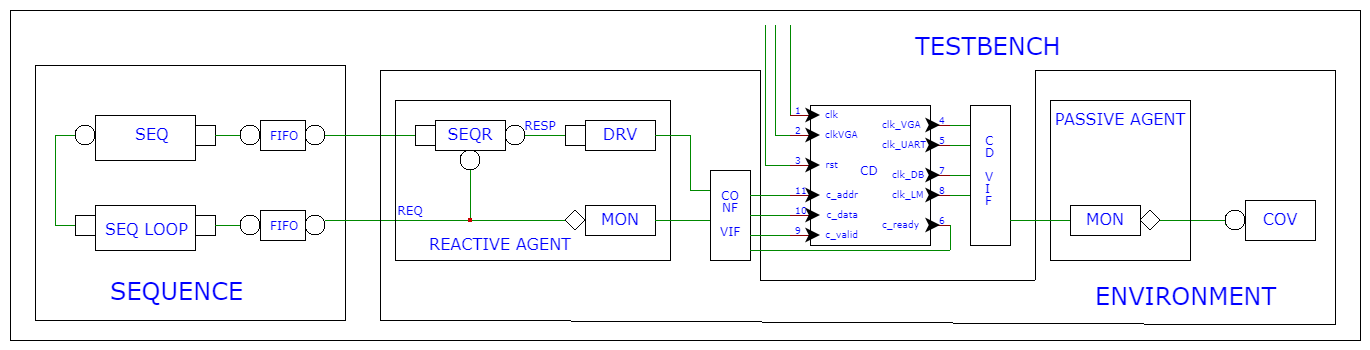 TESTBENCH
SEQ
FIFO
SEQ LOOP
FIFO
SEQUENCE
SEQR
RESP
DRV
REQ
MON
REACTIVE AGENT
CO
NF
VIF
1
clk
2
clkVGA
3
rst
CD
11
c_addr
10
c_data
9
c_valid
clk_VGA
4
clk_UART
5
clk_DB
7
clk_LM
8
c_ready
6
C
D
V
I
F
PASSIVE AGENT
MON
COV
ENVIRONMENT